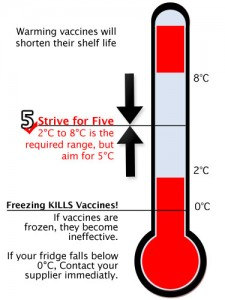 Warming vaccines will
shorten their shelf life
8°C
5 Strive for Five
2°C to 8°C is the
required range, but
aim for 5°C
2°C
Freezing KILLS Vaccines!
0°C
If vaccines are
frozen, they become
ineffective.
If your fridge falls below
0°C, Contact your
supplier immediatly.